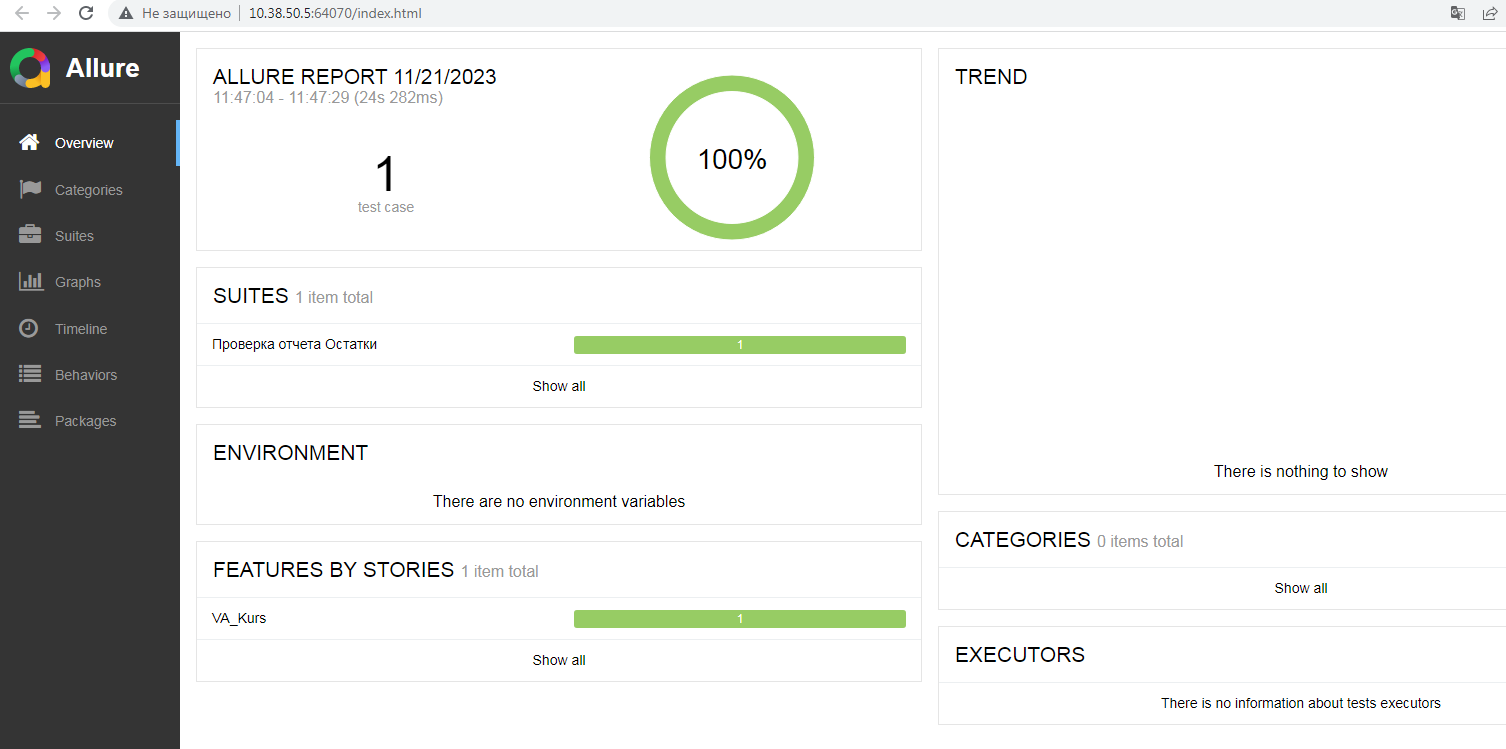 Не защищено
10.38.50.5:64070/index.html
Allure
Overview
Categories
Suites
Graphs
Timeline
Behaviors
Packages
ALLURE REPORT 11/21/2023
11:47:04 - 11:47:29 (24s 282ms)
1
test case
100%
SUITES 1 item total
Проверка отчета Остатки 1
Show all
ENVIRONMENT
There are no environment variables
FEATURES BY STORIES 1 item total
VA_Kurs 1
Show all
TREND
There is nothing to show
CATEGORIES 0 items total
Show all
EXECUTORS
There is no information about tests executors